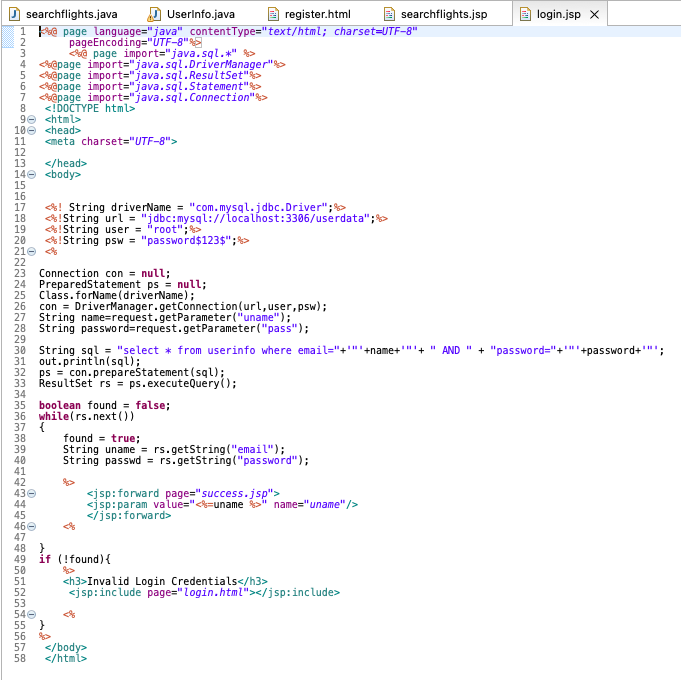 searchflights.java UserInfo.java register.html searchflights.jsp login.jsp
1 <%@ page language="java" contentType="text/html; charset=UTF-8"
2 pageEncoding="UTF-8"%>
3 <%@ page import="java.sql.*" %>
4 <%@page import="java.sql.DriverManager"%>
5 <%@page import="java.sql.ResultSet"%>
6 <%@page import="java.sql.Statement"%>
7 <%@page import="java.sql.Connection"%>
8 <!DOCTYPE html>
9 <html>
10 <head>
11 <meta charset="UTF-8">
12
13 </head>
14 <body>
15
16
17 <%! String driverName = "com.mysql.jdbc.Driver";%>
18 <%!String url = "jdbc:mysql://localhost:3306/userdata";%>
19 <%!String user = "root";%>
20 <%!String psw = "password$123$";%>
21 <%
22
23 Connection con = null;
24 PreparedStatement ps = null;
25 Class.forName(driverName);
26 con = DriverManager.getConnection(url,user,psw);
27 String name=request.getParameter("uname");
28 String password=request.getParameter("pass");
29
30 String sql = "select * from userinfo where email="+'"'+name+'"'+ " AND " + "password="+'"'+password+'"';
31 out.println(sql);
32 ps = con.prepareStatement(sql);
33 ResultSet rs = ps.executeQuery();
34
35 boolean found = false;
36 while(rs.next())
37 {
38 found = true;
39 String uname = rs.getString("email");
40 String passwd = rs.getString("password");
41
42 %>
43 <jsp:forward page="success.jsp">
44 <jsp:param value="<%=uname %>" name="uname"/>
45 </jsp:forward>
46 <%
47
48 }
49 if (!found){
50 %>
51 <h3>Invalid Login Credentials</h3>
52 <jsp:include page="login.html"></jsp:include>
53
54 <%
55 }
56 %>
57 </body>
58 </html>